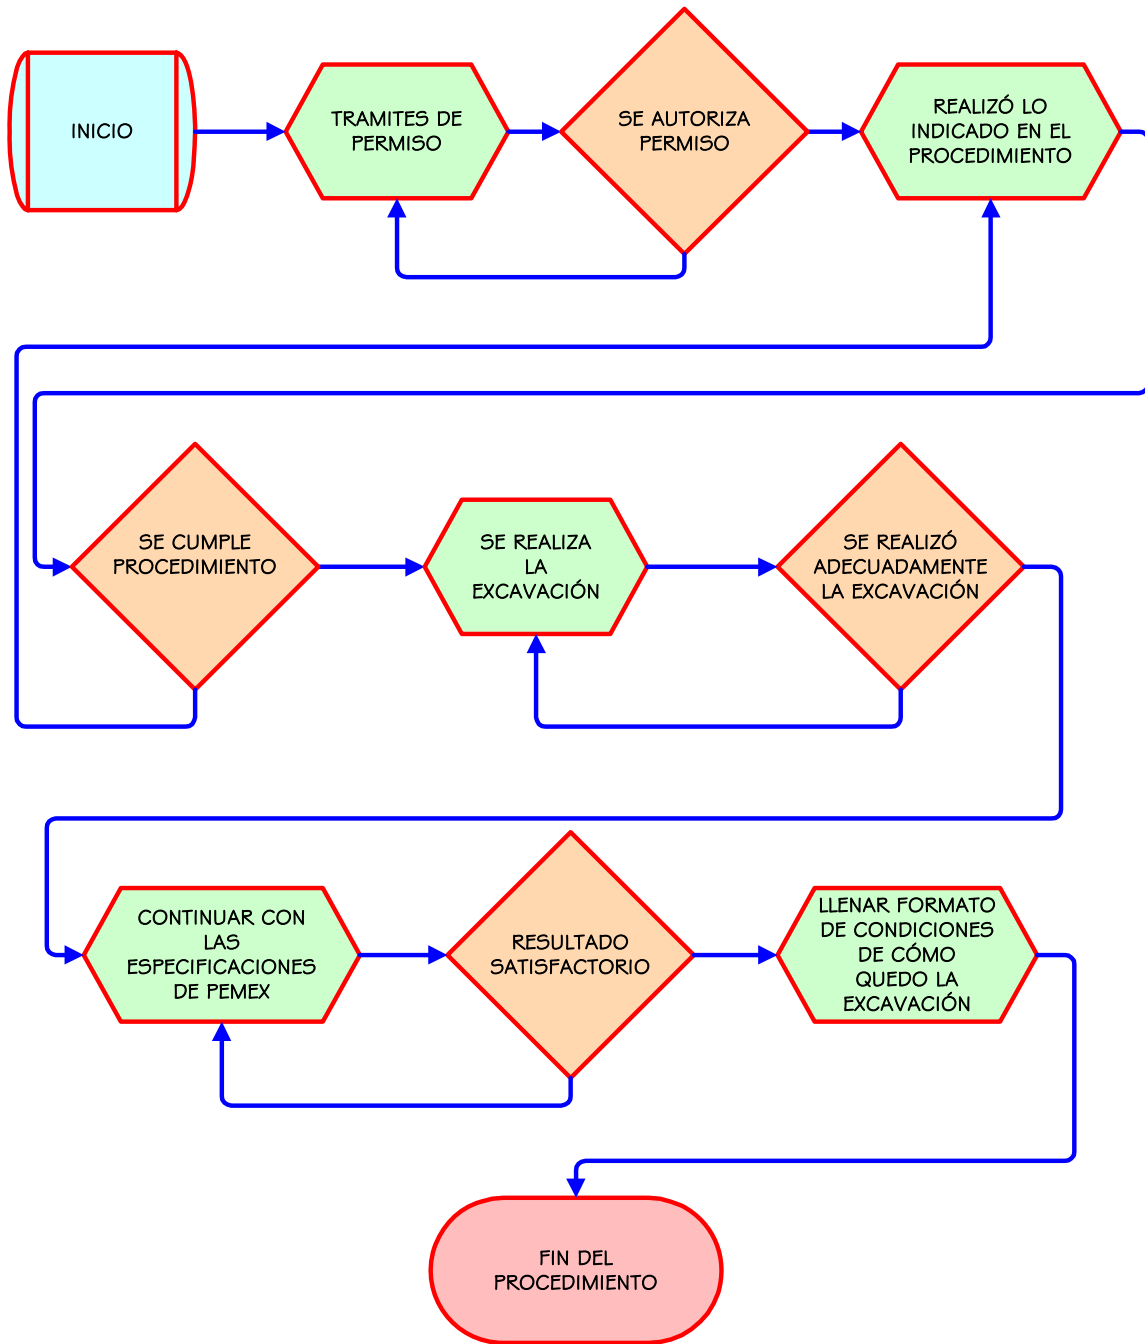 INICIO
TRAMITES DE
PERMISO
SE AUTORIZA
PERMISO
REALIZÓ LO
INDICADO EN EL
PROCEDIMIENTO
SE CUMPLE
PROCEDIMIENTO
SE REALIZA
LA
EXCAVACIÓN
SE REALIZÓ
ADECUADAMENTE
LA EXCAVACIÓN
CONTINUAR CON
LAS
ESPECIFICACIONES
DE PEMEX
RESULTADO
SATISFACTORIO
LLENAR FORMATO
DE CONDICIONES
DE CÓMO
QUEDO LA
EXCAVACIÓN
FIN DEL
PROCEDIMIENTO